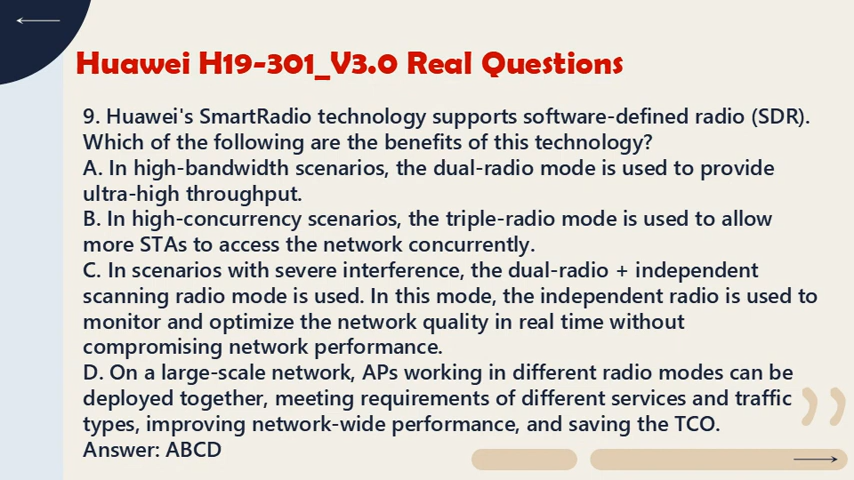 Huawei H19-301_V3.0 Real Questions
9. Huawei's SmartRadio technology supports software-defined radio (SDR).
Which of the following are the benefits of this technology?
A. In high-bandwidth scenarios, the dual-radio mode is used to provide
ultra-high throughput.
B. In high-concurrency scenarios, the triple-radio mode is used to allow
more STAs to access the network concurrently.
C. In scenarios with severe interference, the dual-radio + independent
scanning radio mode is used. In this mode, the independent radio is used to
monitor and optimize the network quality in real time without
compromising network performance.
D. On a large-scale network, APs working in different radio modes can be
deployed together, meeting requirements of different services and traffic
types, improving network-wide performance, and saving the TCO.
Answer: ABCD